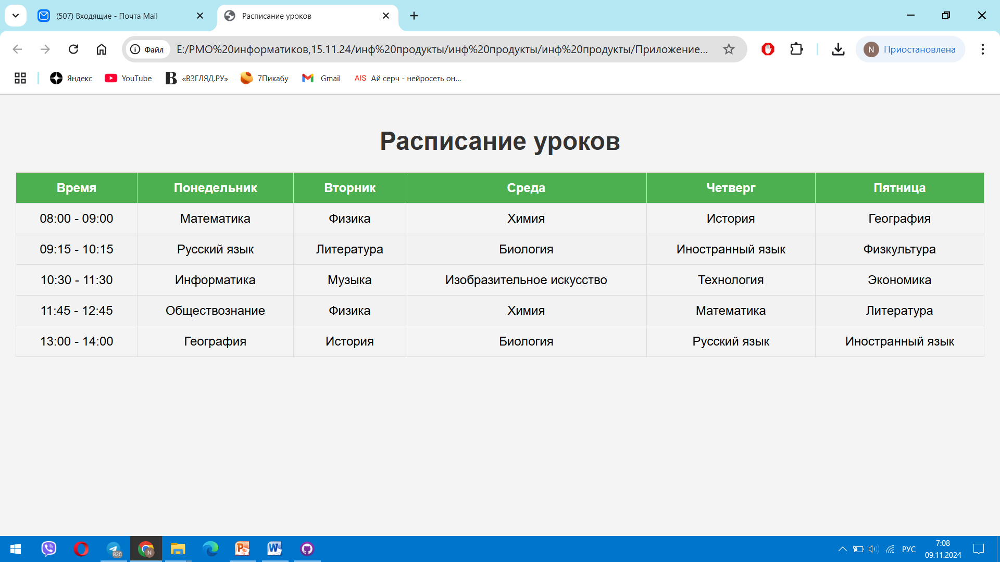 (507) Входящие - Почта Mail
Расписание уроков
Файл
E:/РМО%20информатиков,15.11.24/инф%20продукты/инф%20продукты/инф%20продукты/Приложение...
N Приостановлена
Яндекс
YouTube
В «ВЗГЛЯД.РУ»
7Пикабу
Gmail
AIS Ай серч - нейросеть он...
Расписание уроков
Время Понедельник Вторник Среда Четверг Пятница
08:00 - 09:00 Математика Физика Химия История География
09:15 - 10:15 Русский язык Литература Биология Иностранный язык Физкультура
10:30 - 11:30 Информатика Музыка Изобразительное искусство Технология Экономика
11:45 - 12:45 Обществознание Физика Химия Математика Литература
13:00 - 14:00 География История Биология Русский язык Иностранный язык
820
N
РУС
7:08
09.11.2024